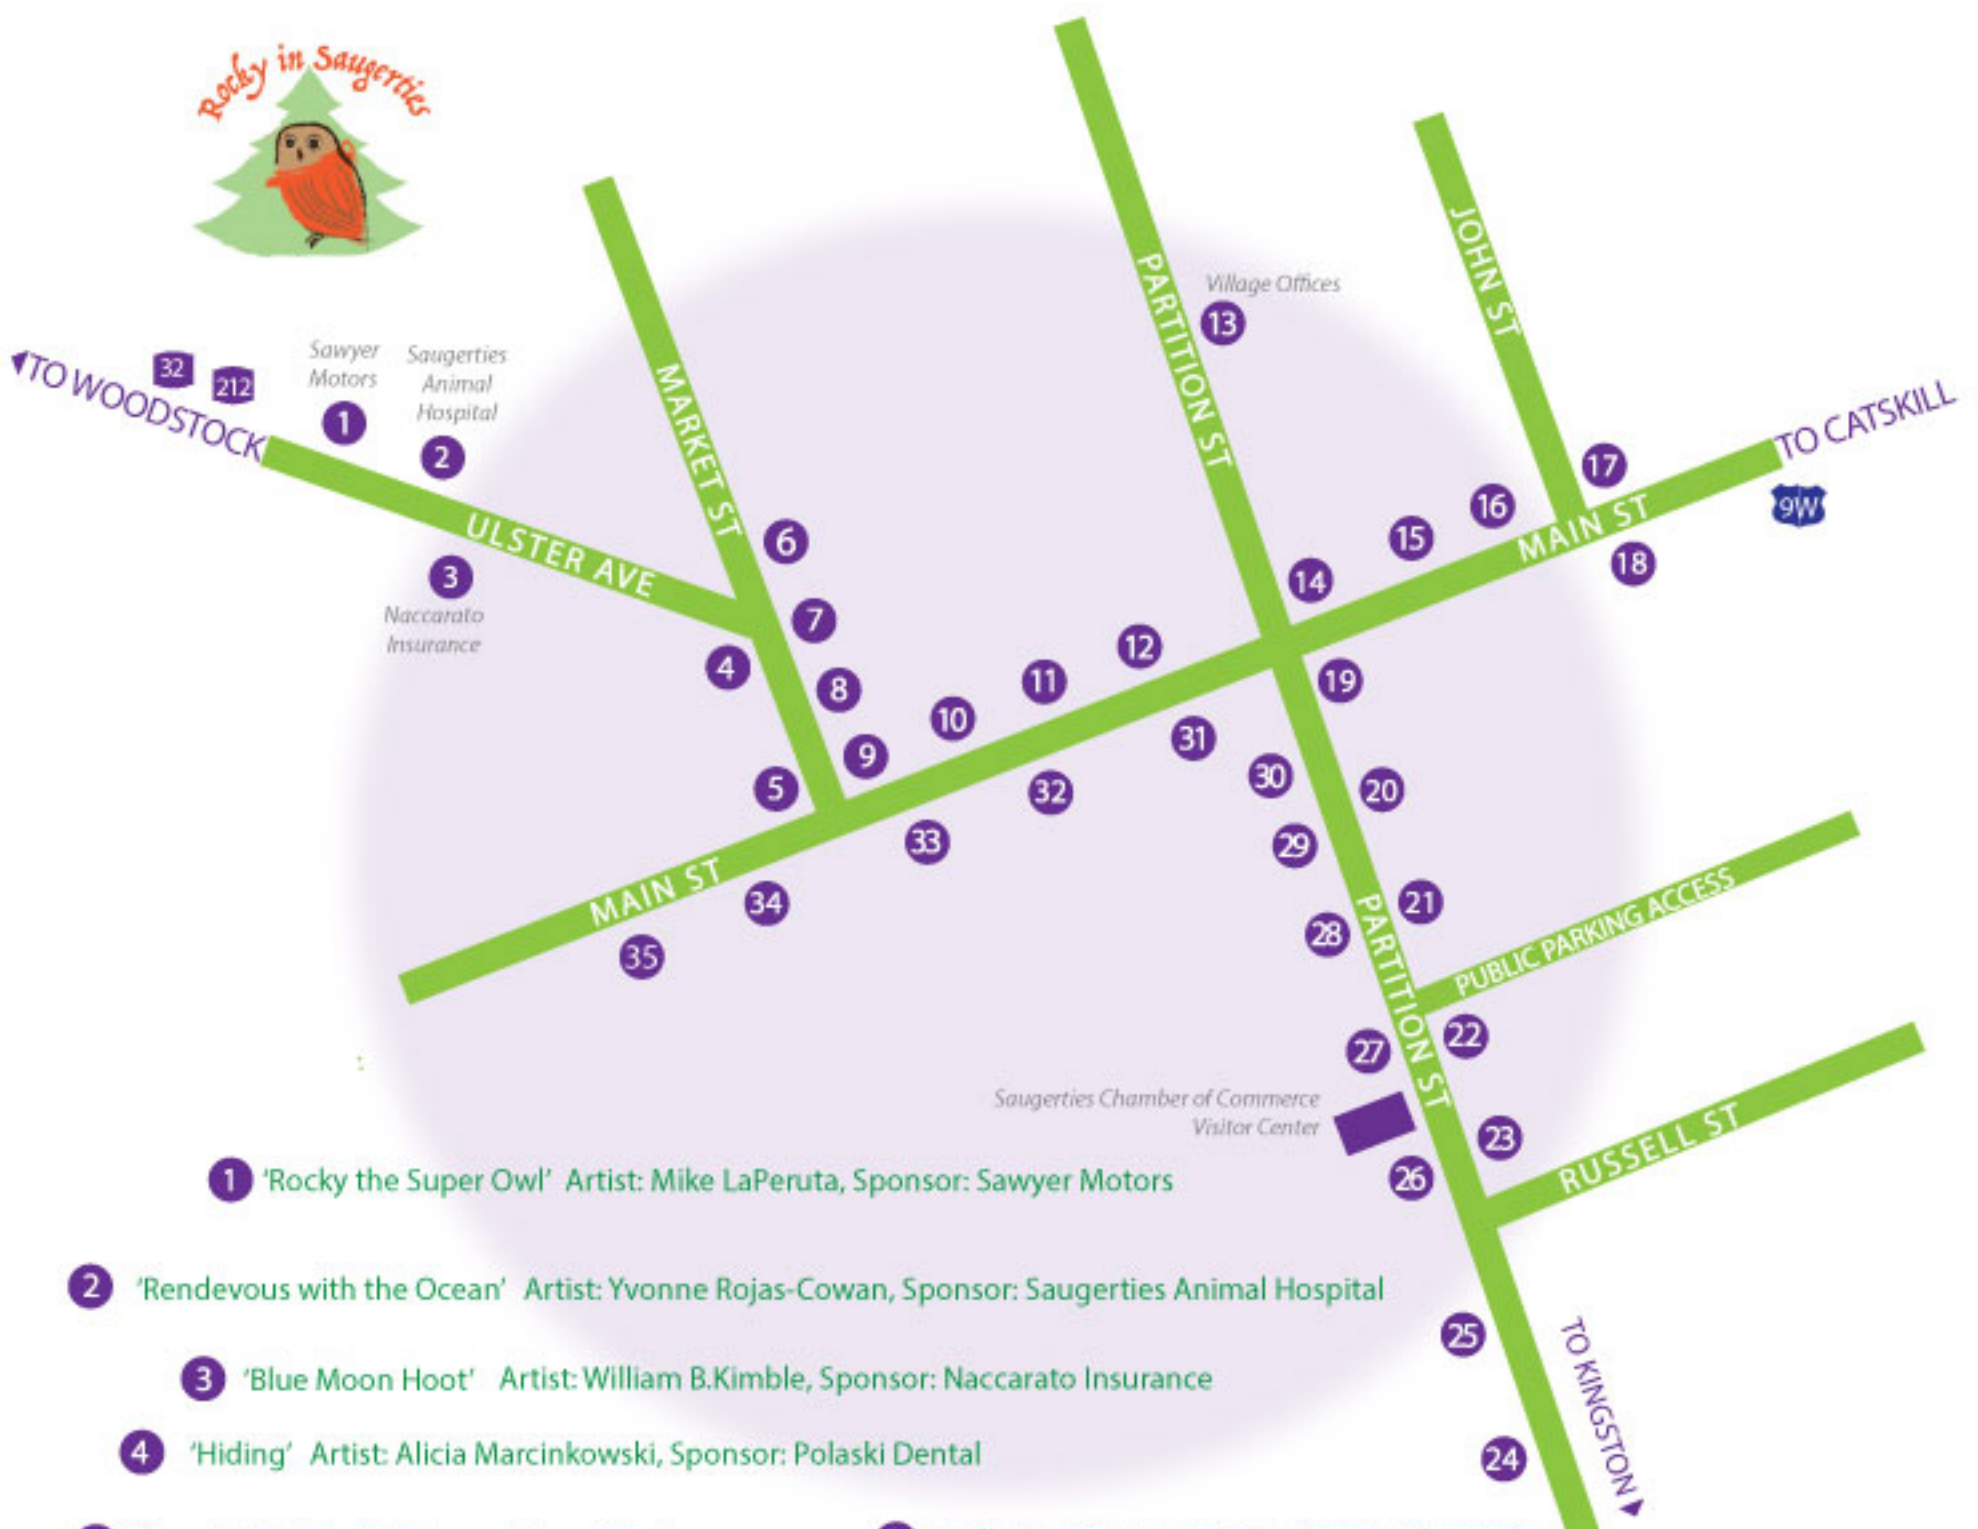 Rocky in Saugerties
PARTITION ST
JOHN ST
Village Offices
13
MARKET ST
TO WOODSTOCK
32
212
Sawyer
Motors
1
Saugerties
Animal
Hospital
2
ULSTER AVE
3
Naccarato
Insurance
TO CATSKILL
9W
MAIN ST
17
16
15
18
14
6
7
4
8
12
11
10
9
5
19
31
30
32
20
33
29
MAIN ST
34
35
21
28
PARTITION ST
PUBLIC PARKING ACCESS
22
27
Saugerties Chamber of Commerce
Visitor Center
23
26
RUSSELL ST
25
24
TO KINGSTON
1 'Rocky the Super Owl' Artist: Mike LaPeruta, Sponsor: Sawyer Motors
2 'Rendevous with the Ocean' Artist: Yvonne Rojas-Cowan, Sponsor: Saugerties Animal Hospital
3 'Blue Moon Hoot' Artist: William B.Kimble, Sponsor: Naccarato Insurance
4 'Hiding' Artist: Alicia Marcinkowski, Sponsor: Polaski Dental